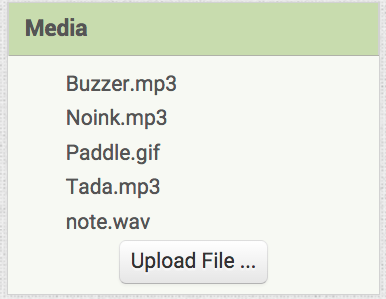 Media
Buzzer.mp3
Noink.mp3
Paddle.gif
Tada.mp3
note.wav
Upload File ...